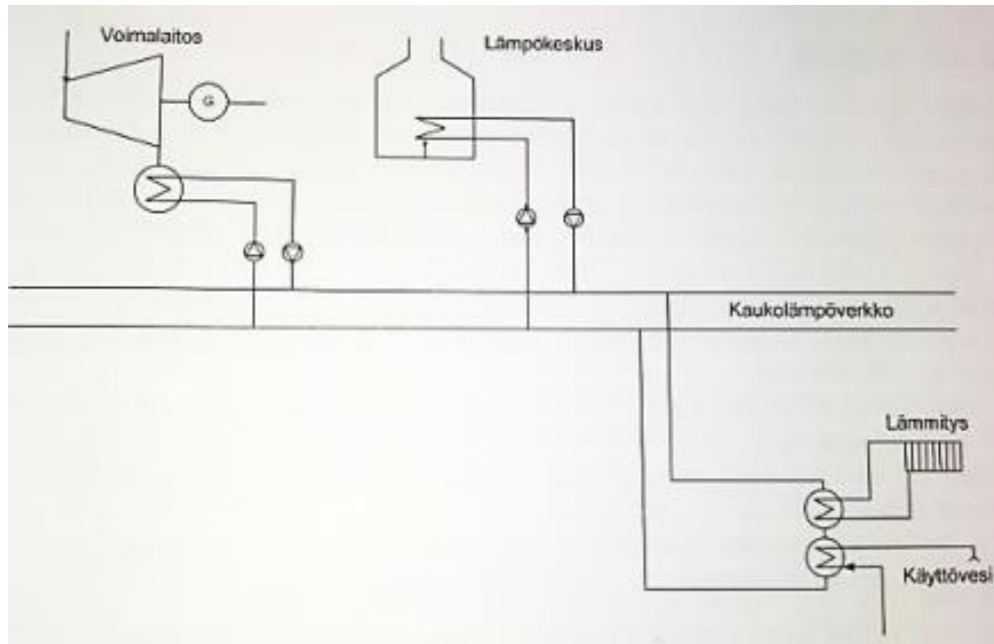 Voimalaitos
Lämpökeskus
G
Kaukolämpöverkko
Lämmitys
Käyttövesi